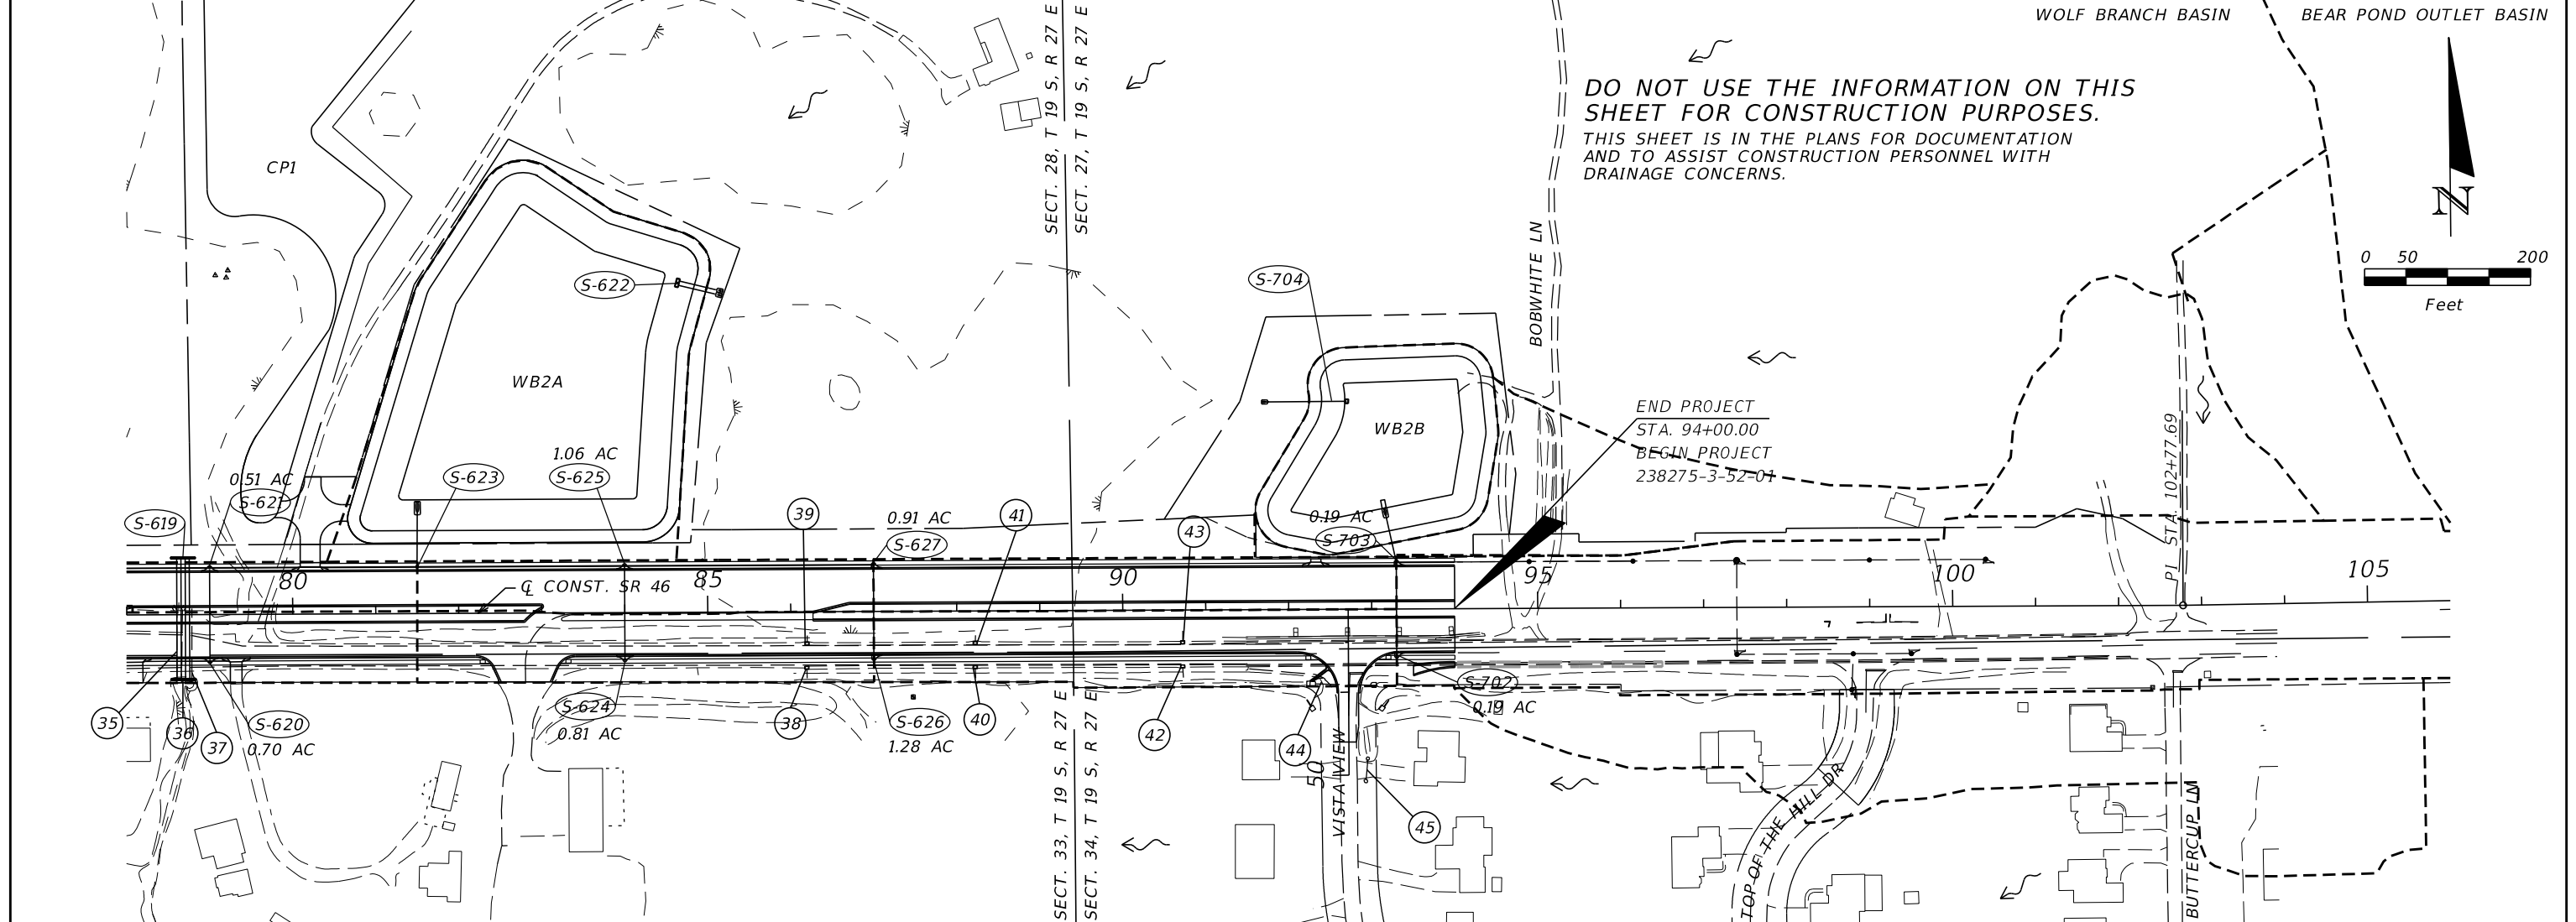 WOLF BRANCH BASIN
BEAR POND OUTLET BASIN
DO NOT USE THE INFORMATION ON THIS
SHEET FOR CONSTRUCTION PURPOSES.
THIS SHEET IS IN THE PLANS FOR DOCUMENTATION
AND TO ASSIST CONSTRUCTION PERSONNEL WITH
DRAINAGE CONCERNS.
N
0 50 200
Feet
SECT. 28, T 19 S, R 27 E
SECT. 27, T 19 S, R 27 E
CP1
S-622
S-704
BOBWHITE LN
WB2A
WB2B
END PROJECT
STA. 94+00.00
BEGIN PROJECT
238275-3-52-01
PI STA. 102+77.69
1.06 AC
0.51 AC
S-623
S-625
S-621
S-619
39
0.91 AC
41
43
0.19 AC
S-627
S-703
80
85
90
95
100
105
℄ CONST. SR 46
35
36
37
S-620
0.70 AC
S-624
0.81 AC
38
S-626
1.28 AC
40
42
44
S-702
0.19 AC
50
VISTA VIEW
45
SECT. 33, T 19 S, R 27 E
SECT. 34, T 19 S, R 27 E
TOP OF THE HILL DR
BUTTERCUP LN